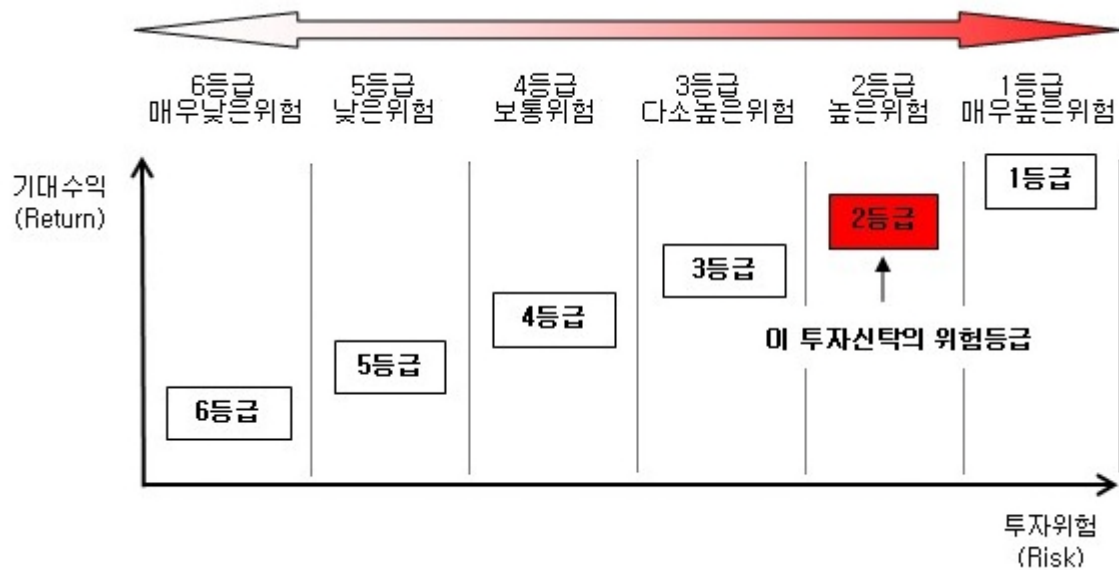 6등급 5등급 4등급 3등급 2등급 1등급
매우낮은위험 낮은위험 보통위험 다소높은위험 높은위험 매우높은위험
기대수익
(Return)
1등급
2등급
3등급
4등급
이 투자신탁의 위험등급
5등급
6등급
투자위험
(Risk)